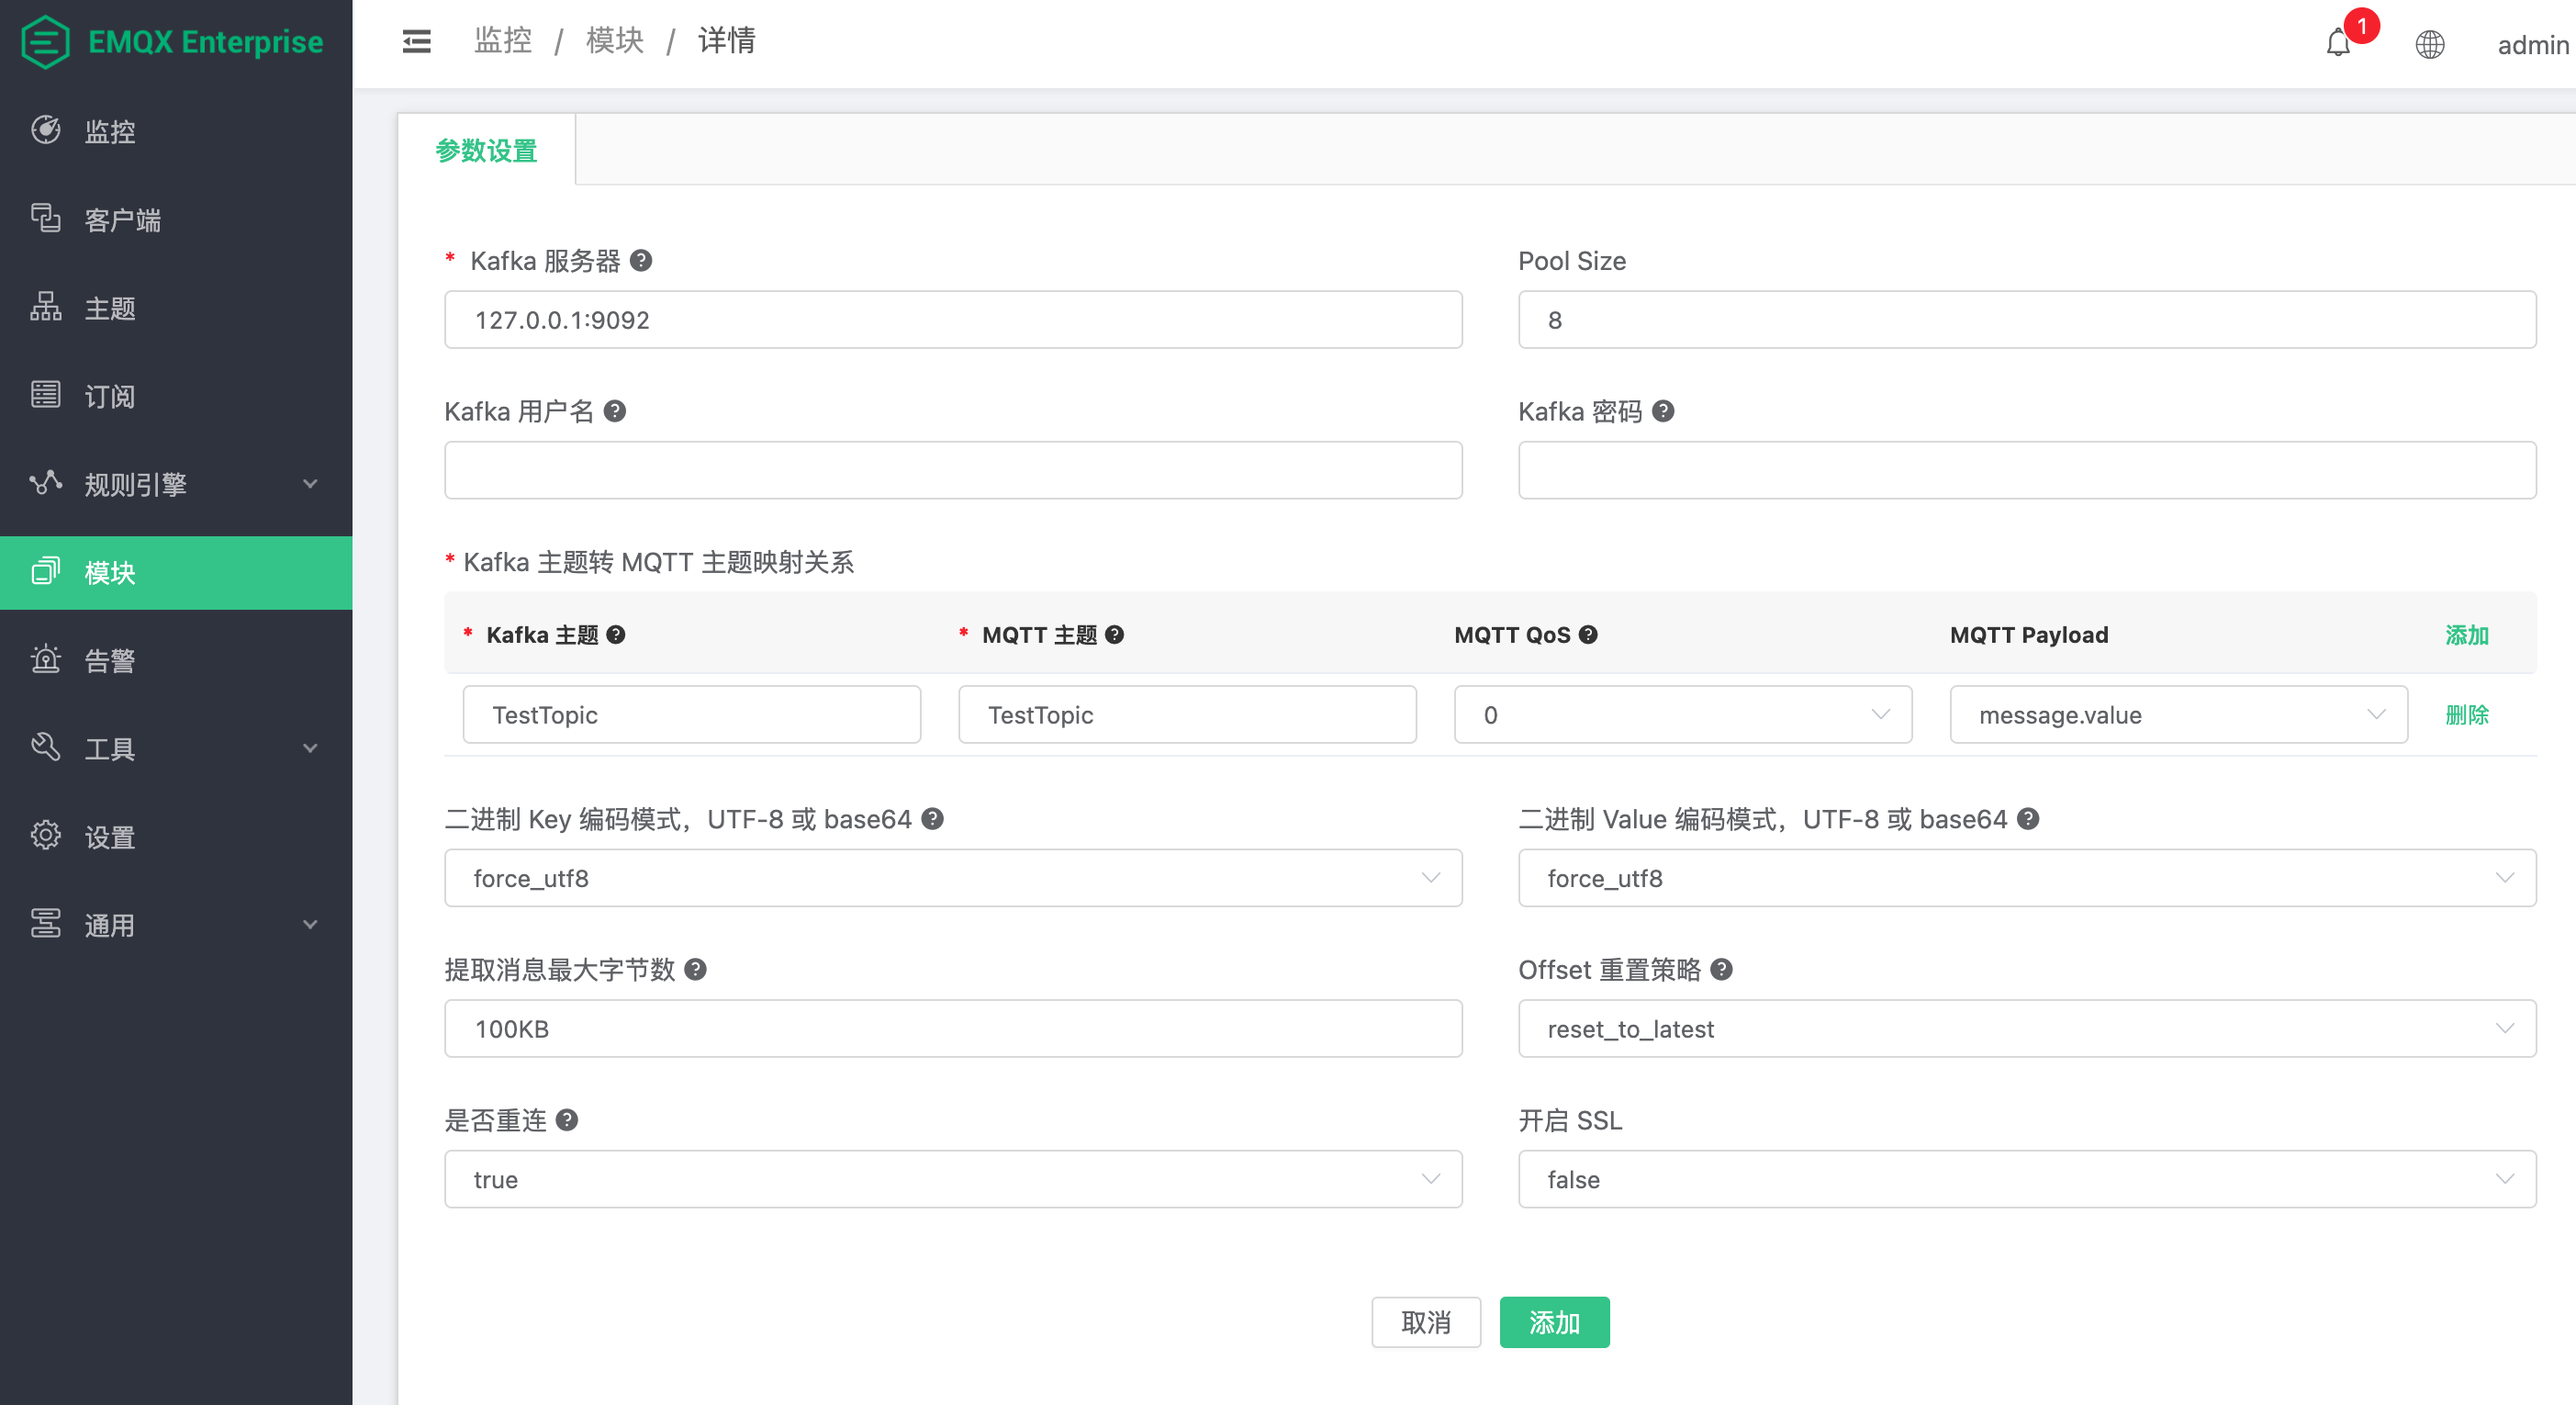 EMQX Enterprise
监控
客户端
主题
订阅
规则引擎
模块
告警
工具
设置
通用
监控 / 模块 / 详情
1
admin
参数设置
* Kafka 服务器 ?
127.0.0.1:9092
Pool Size
8
Kafka 用户名 ?
Kafka 密码 ?
* Kafka 主题转 MQTT 主题映射关系
* Kafka 主题 ? * MQTT 主题 ? MQTT QoS ? MQTT Payload 添加
TestTopic TestTopic 0 message.value 删除
二进制 Key 编码模式，UTF-8 或 base64 ?
force_utf8
二进制 Value 编码模式，UTF-8 或 base64 ?
force_utf8
提取消息最大字节数 ?
100KB
Offset 重置策略 ?
reset_to_latest
是否重连 ?
true
开启 SSL
false
取消 添加